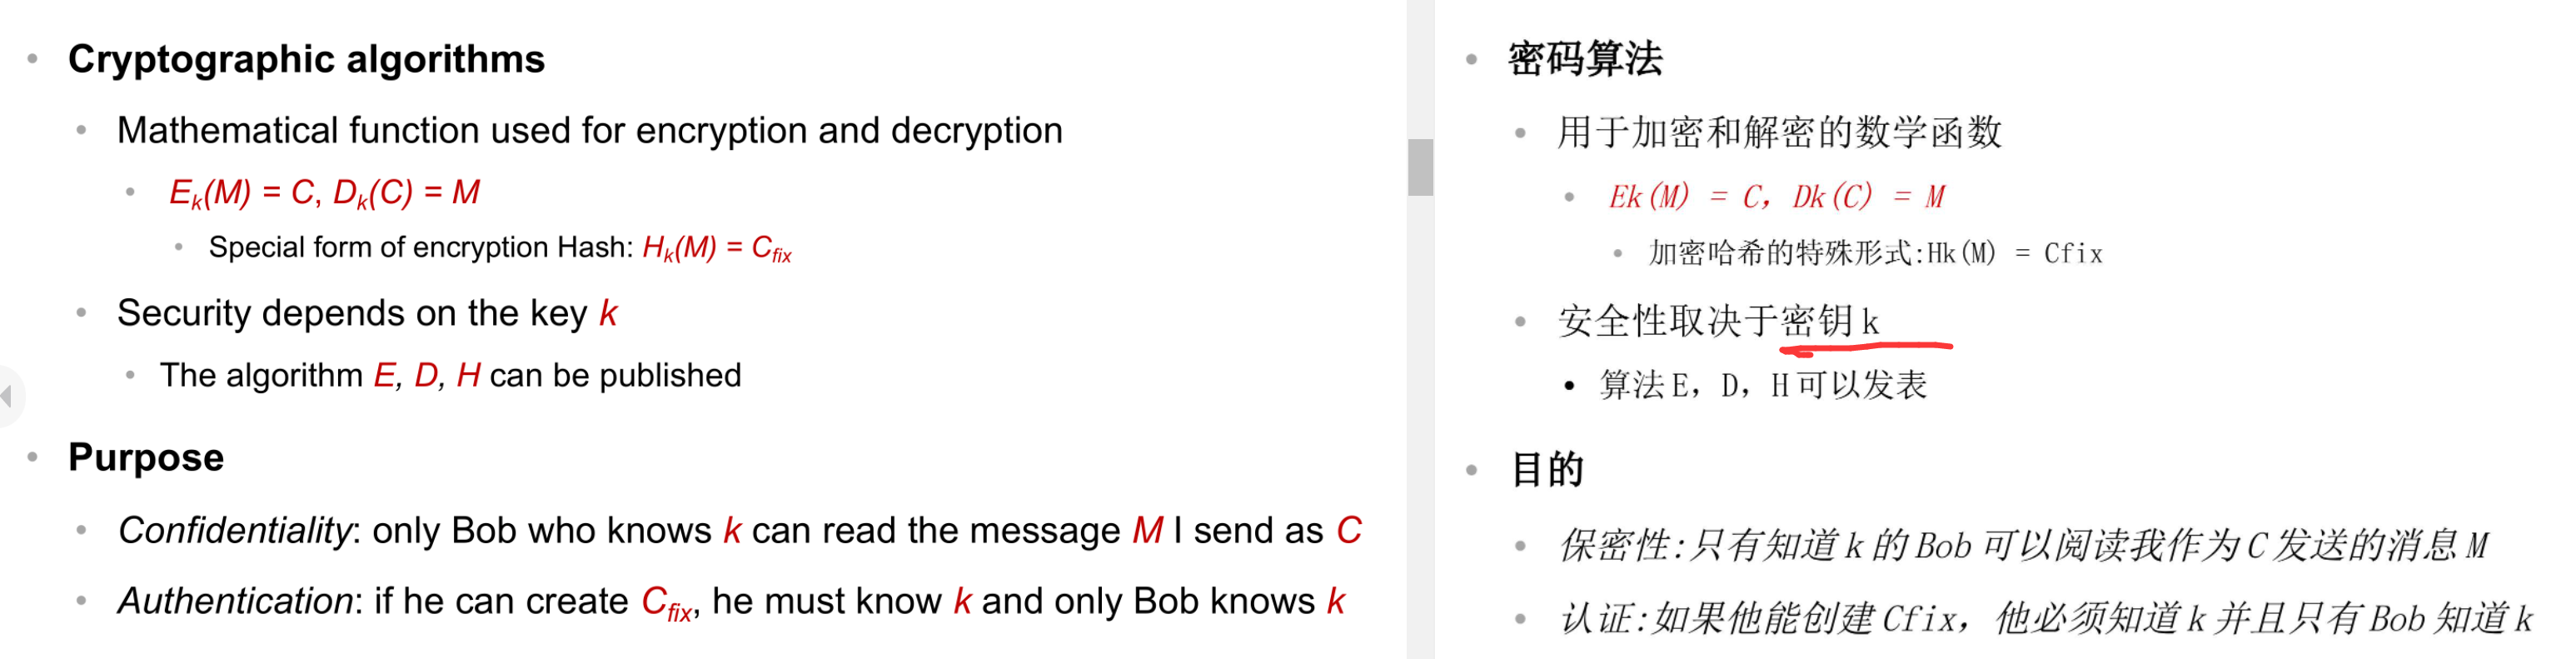 Cryptographic algorithms
Mathematical function used for encryption and decryption
Ek(M) = C, Dk(C) = M
Special form of encryption Hash: Hk(M) = Cfix
Security depends on the key k
The algorithm E, D, H can be published
Purpose
Confidentiality: only Bob who knows k can read the message M I send as C
Authentication: if he can create Cfix, he must know k and only Bob knows k
密码算法
用于加密和解密的数学函数
Ek(M) = C, Dk(C) = M
加密哈希的特殊形式:Hk(M) = Cfix
安全性取决于密钥k
算法E, D, H可以发表
目的
保密性:只有知道k的Bob可以阅读我作为C发送的消息M
认证:如果他能创建Cfix, 他必须知道k并且只有Bob知道k